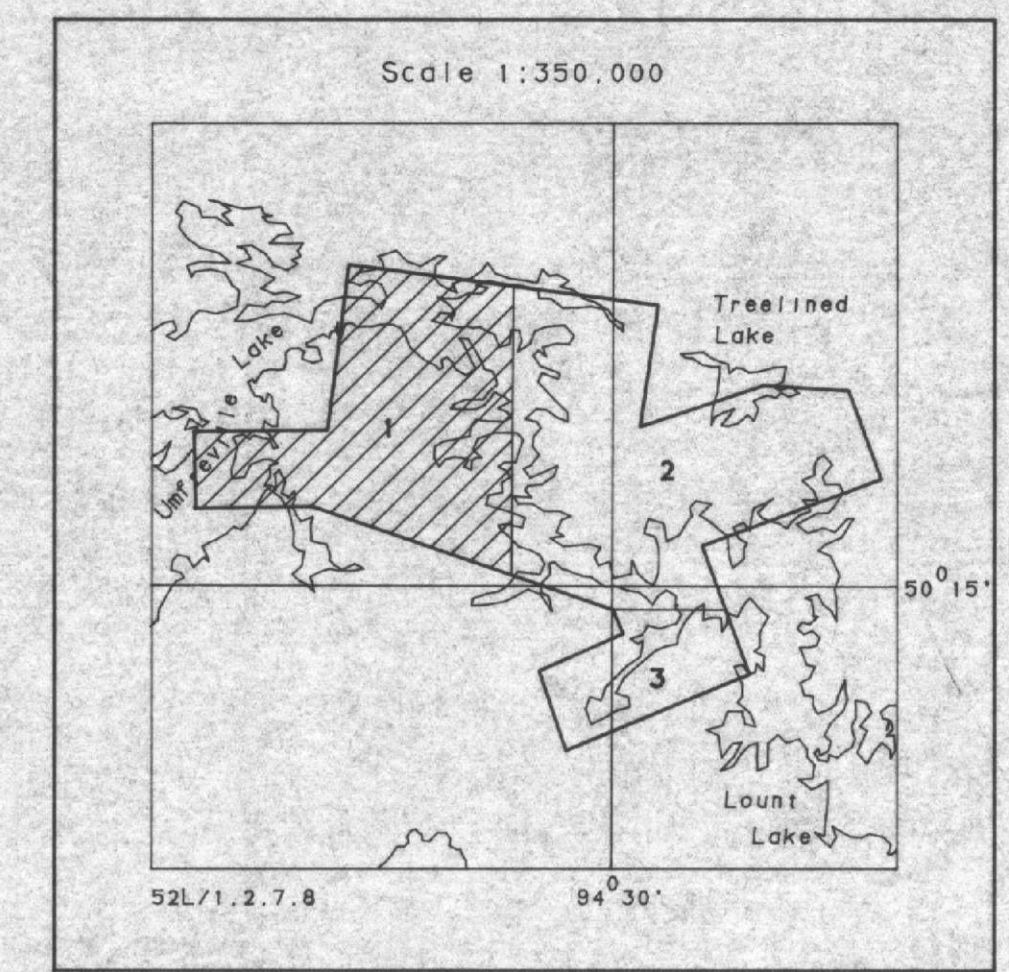 Scale 1:350,000
Treelined
Lake
Umfreville Lake
1
2
50° 15'
3
Lount
Lake
52L/1.2.7.8
94° 30'